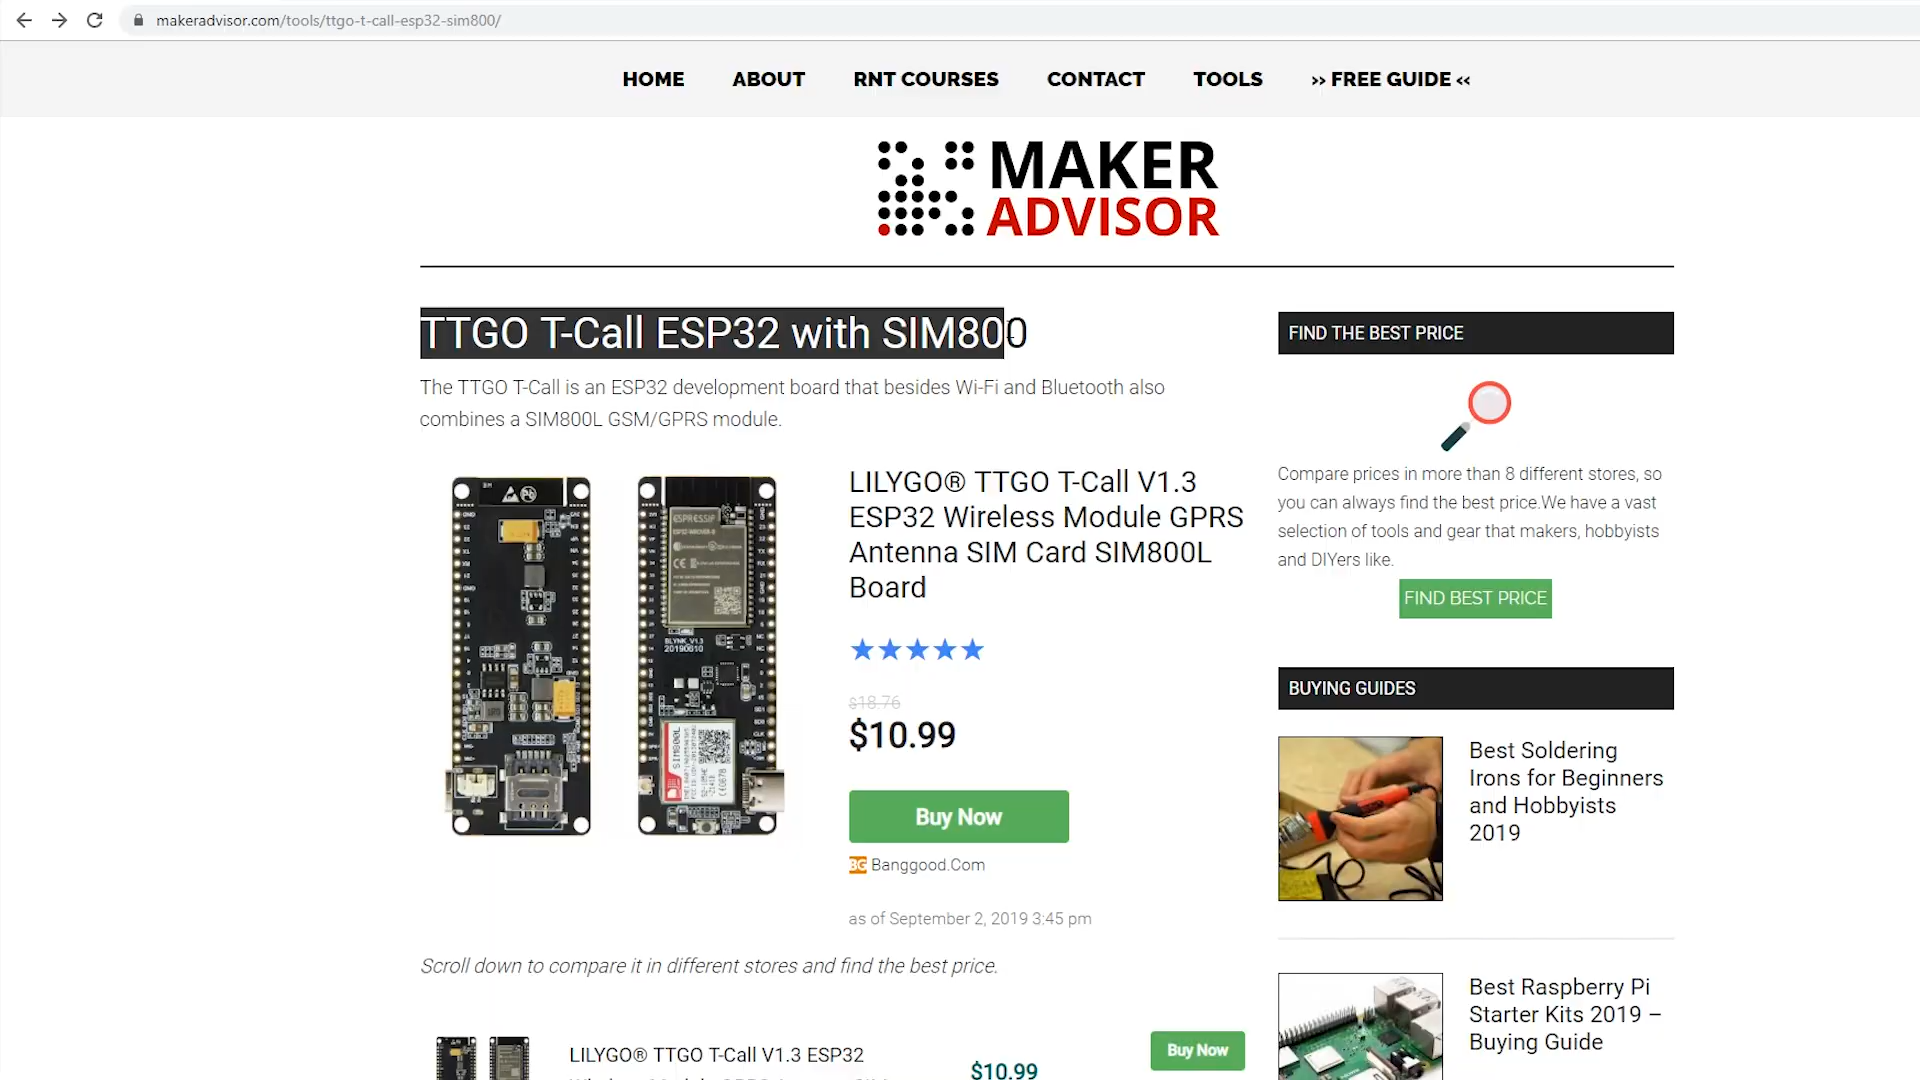 makeradvisor.com/tools/ttgo-t-call-esp32-sim800/
HOME ABOUT RNT COURSES CONTACT TOOLS ›› FREE GUIDE ‹‹
MAKER
ADVISOR
TTGO T-Call ESP32 with SIM800
The TTGO T-Call is an ESP32 development board that besides Wi-Fi and Bluetooth also
combines a SIM800L GSM/GPRS module.
LILYGO® TTGO T-Call V1.3
ESP32 Wireless Module GPRS
Antenna SIM Card SIM800L
Board
$18.76
$10.99
Buy Now
BG Banggood.Com
as of September 2, 2019 3:45 pm
Scroll down to compare it in different stores and find the best price.
LILYGO® TTGO T-Call V1.3 ESP32
$10.99
Buy Now
ESPRESSIF
BLYNK_V1.3
20190610
SIM800L
FIND THE BEST PRICE
Compare prices in more than 8 different stores, so
you can always find the best price.We have a vast
selection of tools and gear that makers, hobbyists
and DIYers like.
FIND BEST PRICE
BUYING GUIDES
Best Soldering
Irons for Beginners
and Hobbyists
2019
Best Raspberry Pi
Starter Kits 2019 –
Buying Guide